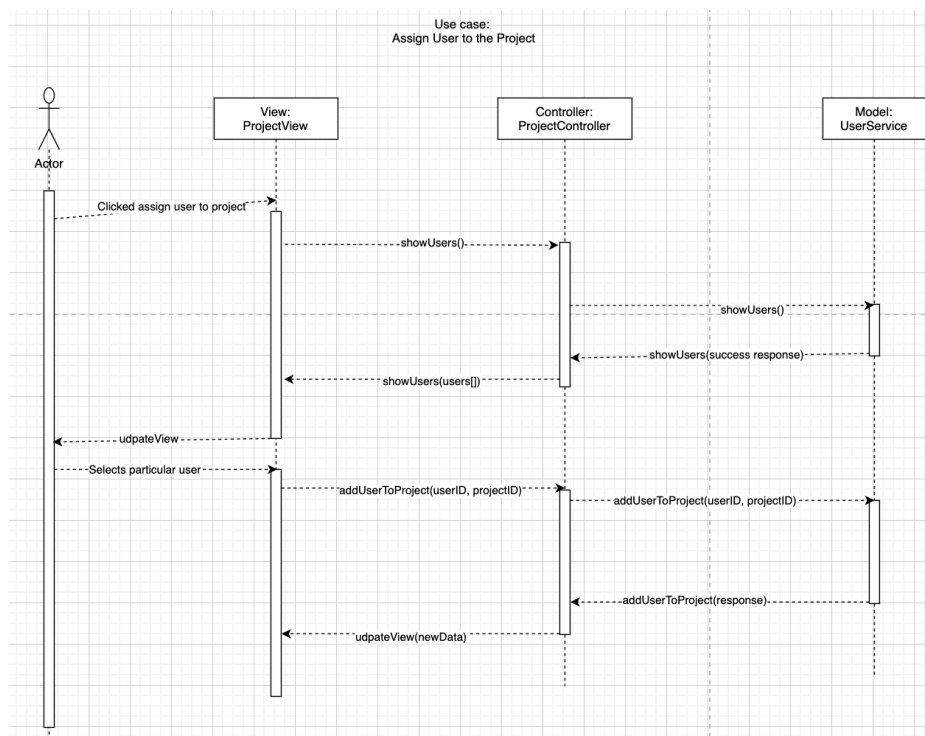 Use case:
Assign User to the Project
Actor
View:
ProjectView
Controller:
ProjectController
Model:
UserService
Clicked assign user to project
showUsers()
showUsers()
showUsers(success response)
showUsers(users[])
udpateView
Selects particular user
addUserToProject(userID, projectID)
addUserToProject(userID, projectID)
addUserToProject(response)
udpateView(newData)